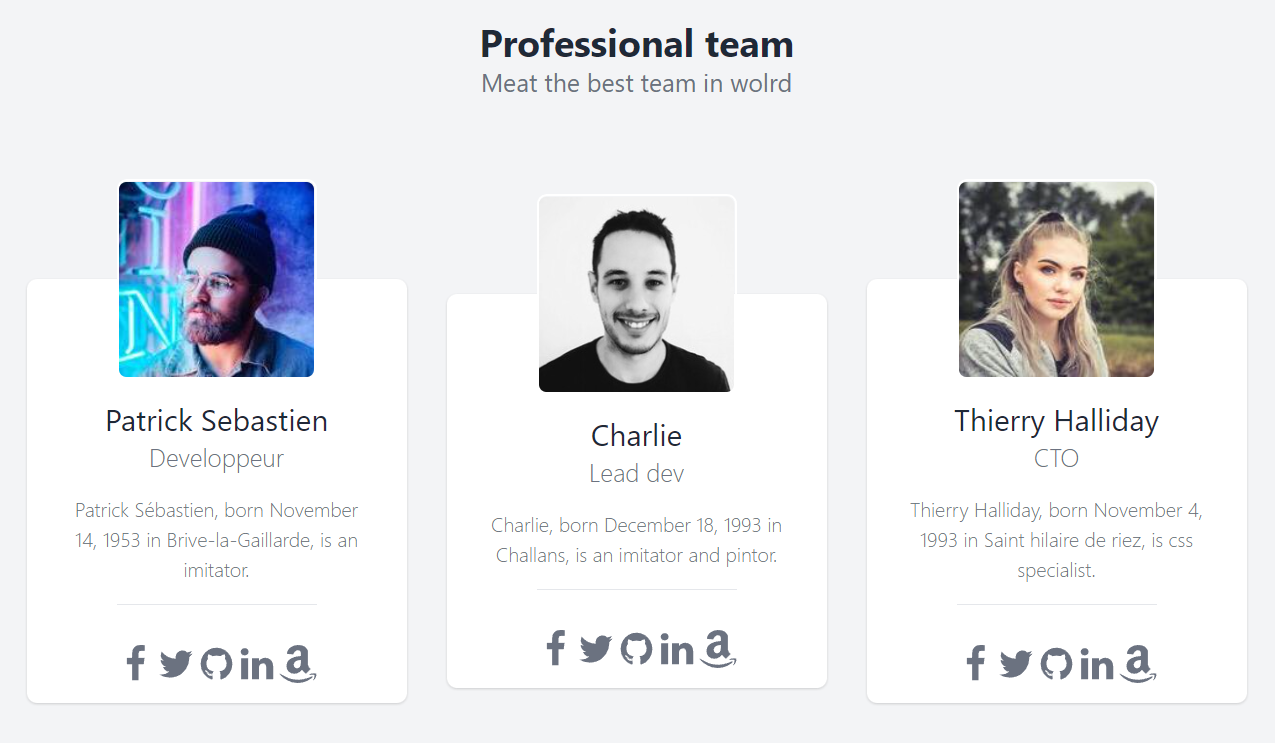 Professional team
Meat the best team in wolrd
Patrick Sebastien
Developpeur
Patrick Sébastien, born November
14, 1953 in Brive-la-Gaillarde, is an
imitator.
Charlie
Lead dev
Charlie, born December 18, 1993 in
Challans, is an imitator and pintor.
Thierry Halliday
CTO
Thierry Halliday, born November 4,
1993 in Saint hilaire de riez, is css
specialist.